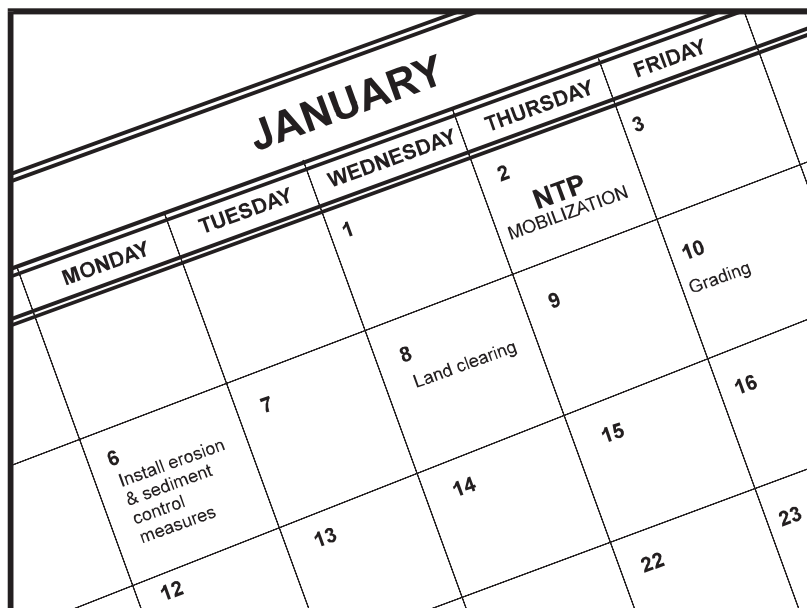 JANUARY
MONDAY
TUESDAY
WEDNESDAY
THURSDAY
FRIDAY
1
2
NTP
MOBILIZATION
3
6
Install erosion
& sediment
control
measures
7
8
Land clearing
9
10
Grading
12
13
14
15
16
22
23